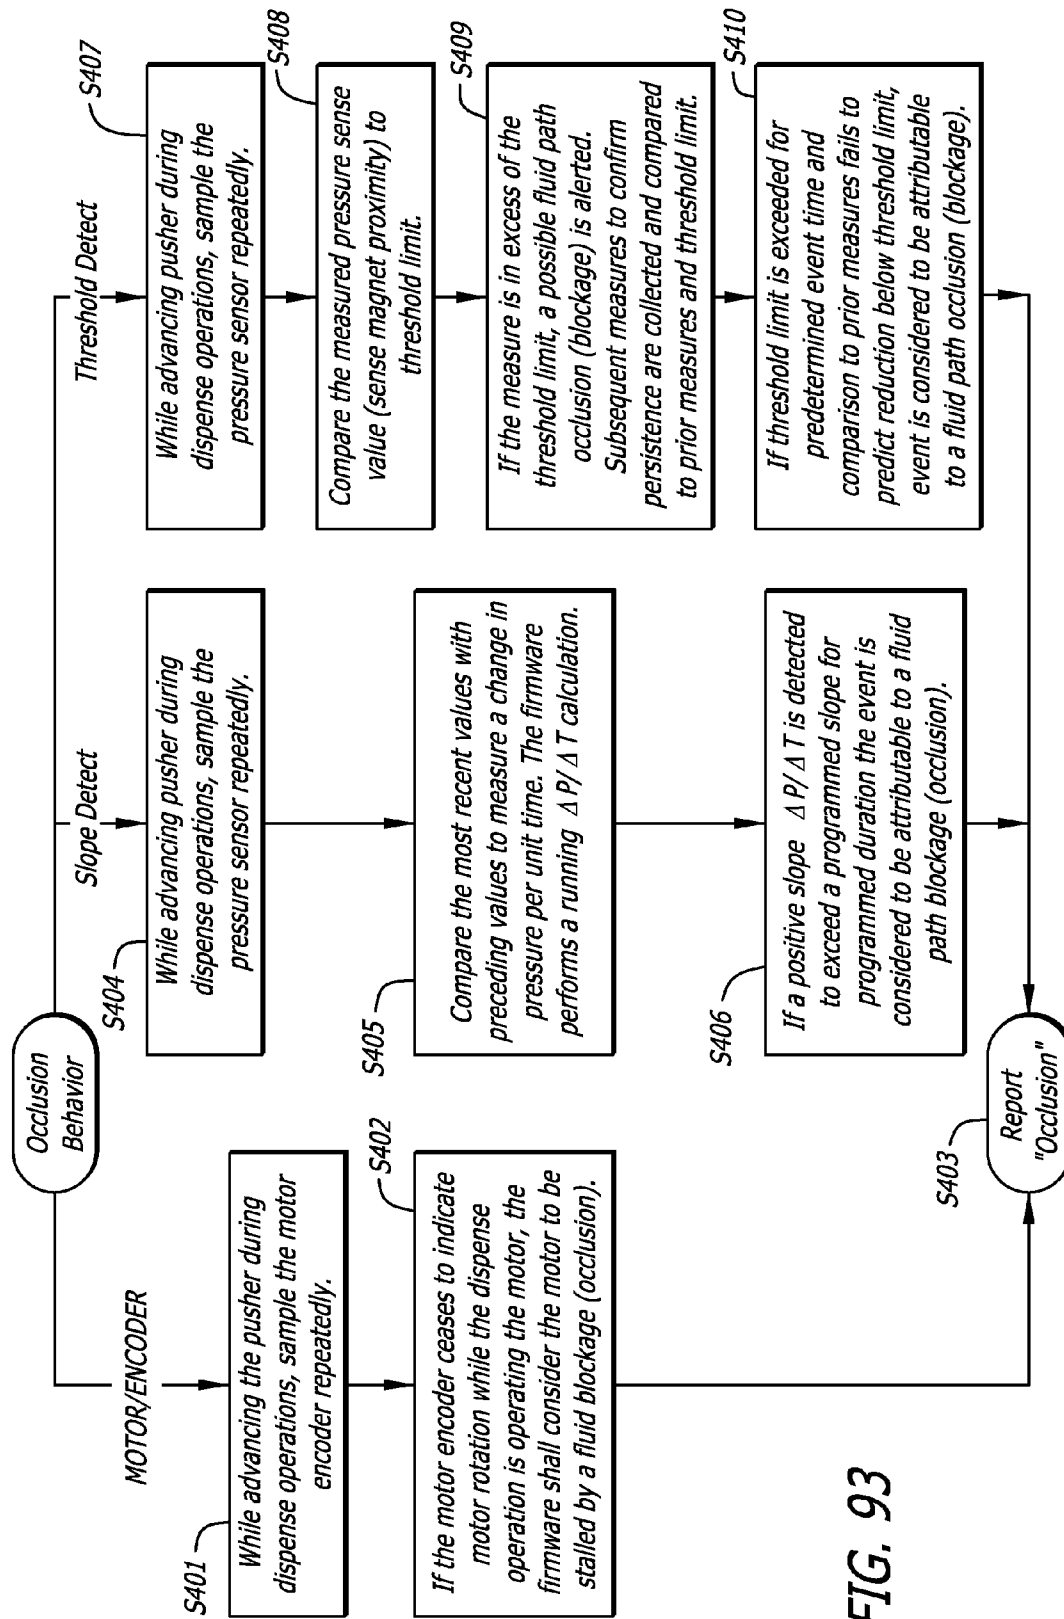 Occlusion
Behavior
MOTOR/ENCODER
S401
While advancing the pusher during
dispense operations, sample the motor
encoder repeatedly.
S402
If the motor encoder ceases to indicate
motor rotation while the dispense
operation is operating the motor, the
firmware shall consider the motor to be
stalled by a fluid blockage (occlusion).
Slope Detect
S404
While advancing pusher during
dispense operations, sample the
pressure sensor repeatedly.
S405
Compare the most recent values with
preceding values to measure a change in
pressure per unit time. The firmware
performs a running Δ P/ Δ T calculation.
S406
If a positive slope Δ P/ Δ T is detected
to exceed a programmed slope for
programmed duration the event is
considered to be attributable to a fluid
path blockage (occlusion).
Threshold Detect
S407
While advancing pusher during
dispense operations, sample the
pressure sensor repeatedly.
S408
Compare the measured pressure sense
value (sense magnet proximity) to
threshold limit.
S409
If the measure is in excess of the
threshold limit, a possible fluid path
occlusion (blockage) is alerted.
Subsequent measures to confirm
persistence are collected and compared
to prior measures and threshold limit.
S410
If threshold limit is exceeded for
predetermined event time and
comparison to prior measures fails to
predict reduction below threshold limit,
event is considered to be attributable
to a fluid path occlusion (blockage).
S403
Report
"Occlusion"
FIG. 93